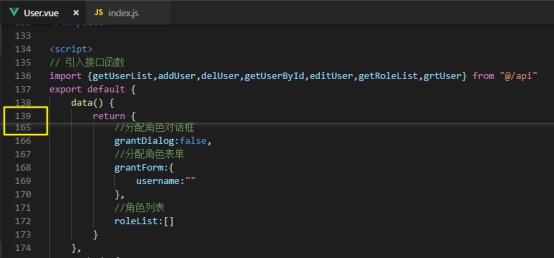 User.vue × JS index.js
133
134 <script>
135 // 引入接口函数
136 import {getUserList,addUser,delUser,getUserById,editUser,getRoleList,grtUser} from "@/api"
137 export default {
138 data() {
139 return {
165 //分配角色对话框
166 grantDialog:false,
167 //分配角色表单
168 grantForm:{
169 username:""
170 },
171 //角色列表
172 roleList:[]
173 }
174 },